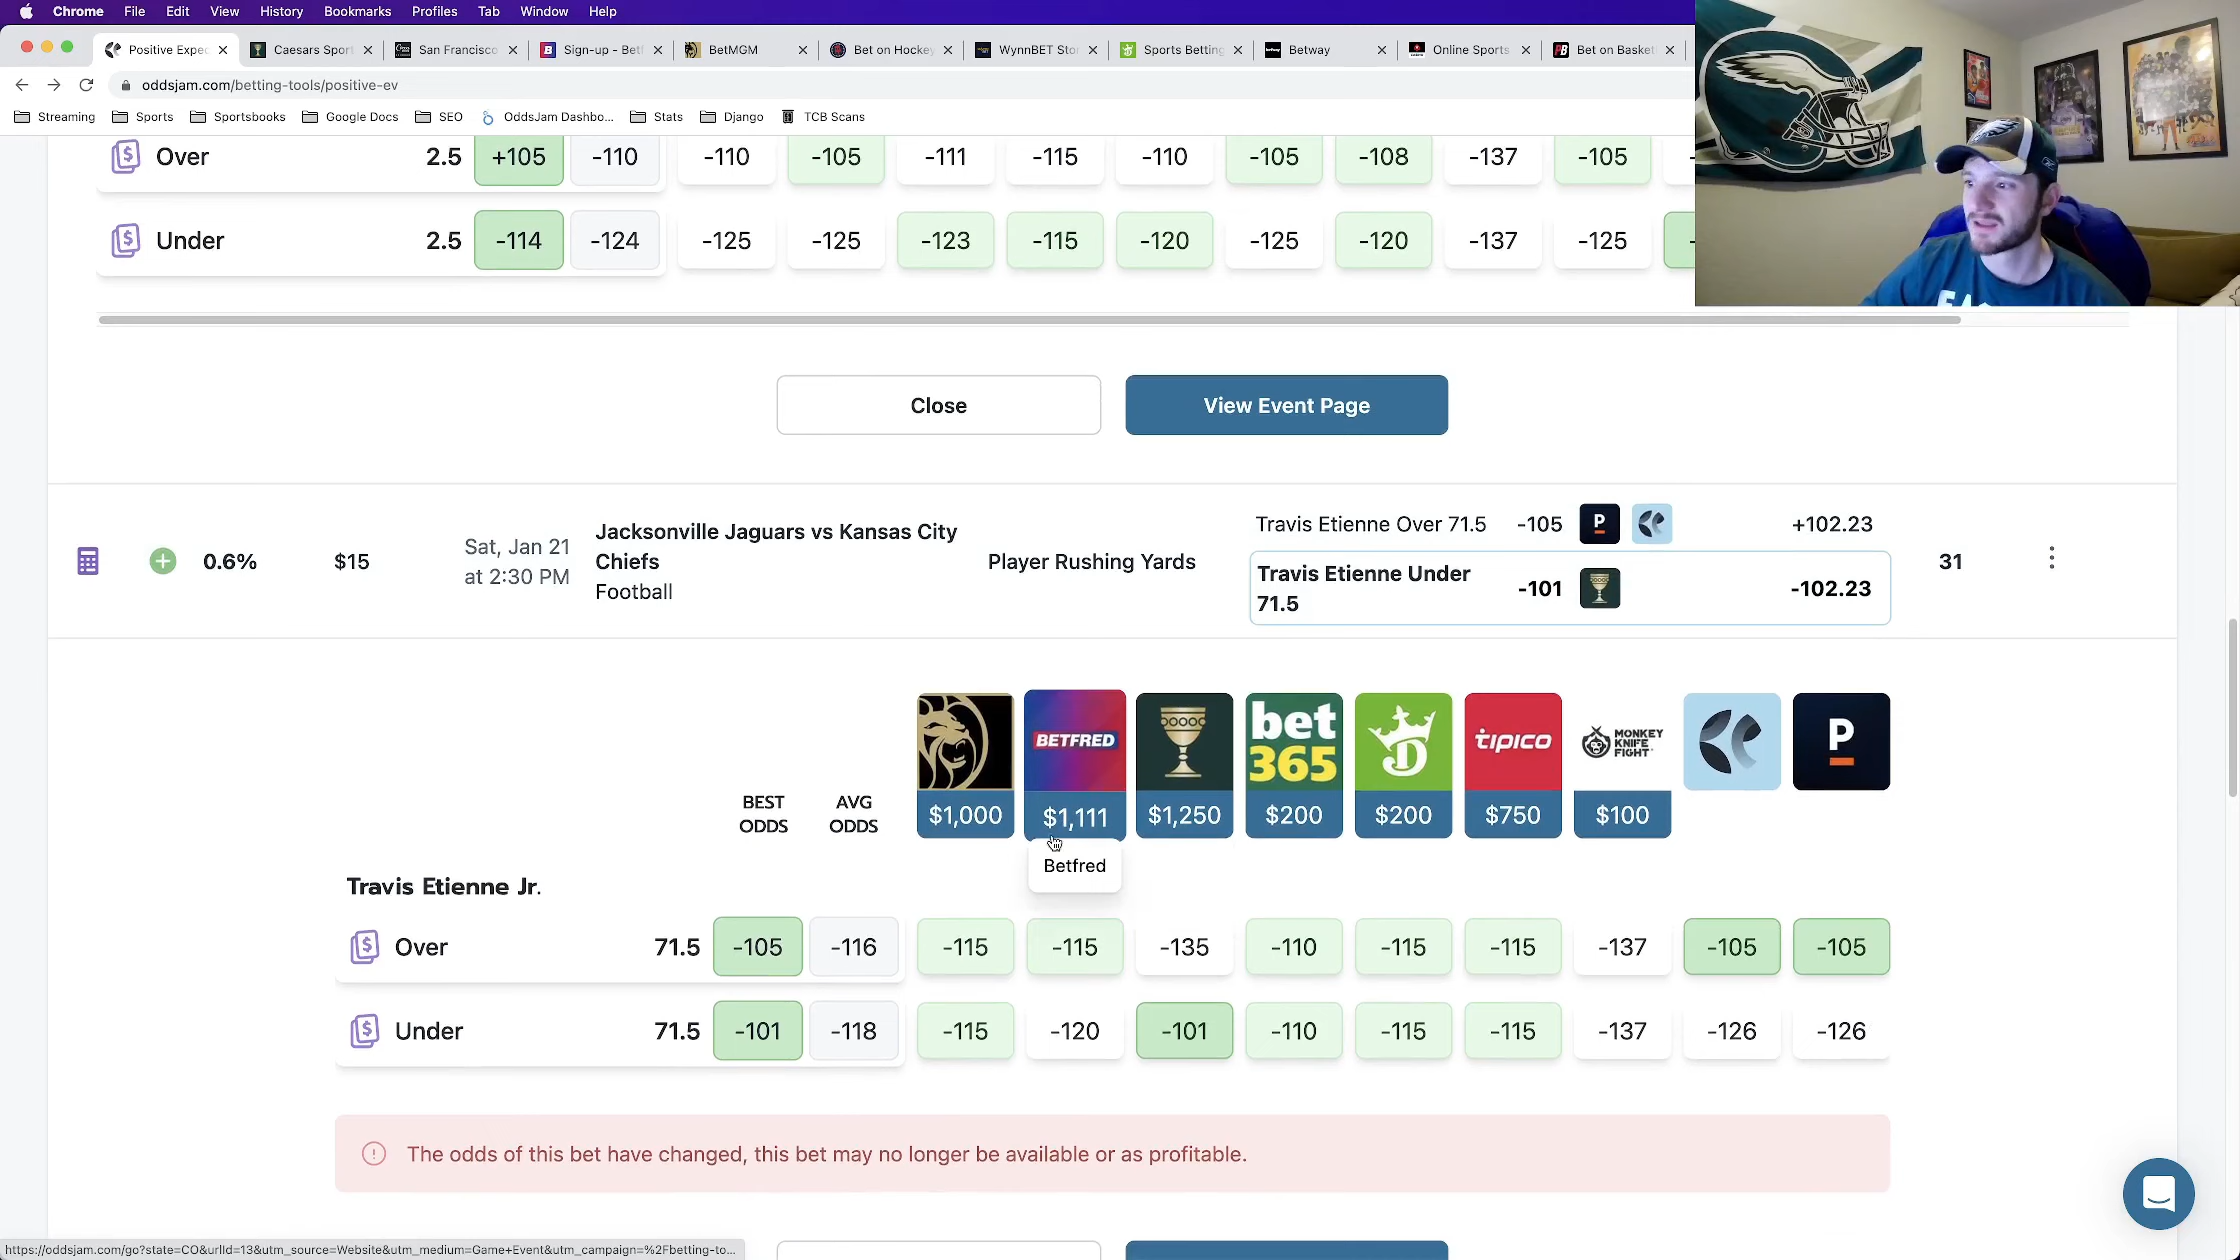 Chrome File Edit View History Bookmarks Profiles Tab Window Help
Positive Expec Caesars Sport San Francisco Sign-up - Bet BetMGM Bet on Hockey WynnBET Sto Sports Betting Betway Online Sports Bet on Basket
oddsjam.com/betting-tools/positive-ev
Streaming Sports Sportsbooks Google Docs SEO OddsJam Dashbo... Stats Django TCB Scans
Over 2.5 +105 -110 -110 -105 -111 -115 -110 -105 -108 -137 -105
Under 2.5 -114 -124 -125 -125 -123 -115 -120 -125 -120 -137 -125
Close View Event Page
0.6% $15
Sat, Jan 21
at 2:30 PM
Jacksonville Jaguars vs Kansas City
Chiefs
Football
Player Rushing Yards
Travis Etienne Over 71.5 -105 P +102.23
Travis Etienne Under
71.5 -101 -102.23
31
BETFRED bet 365 tipico MONKEY KNIFE FIGHT P
BEST ODDS AVG ODDS $1,000 $1,111 $1,250 $200 $200 $750 $100
Betfred
Travis Etienne Jr.
Over 71.5 -105 -116 -115 -115 -135 -110 -115 -115 -137 -105 -105
Under 71.5 -101 -118 -115 -120 -101 -110 -115 -115 -137 -126 -126
The odds of this bet have changed, this bet may no longer be available or as profitable.
https://oddsjam.com/go?state=CO&urlId=13&utm_source=Website&utm_medium=Game+Event&utm_campaign=%2Fbetting-to...